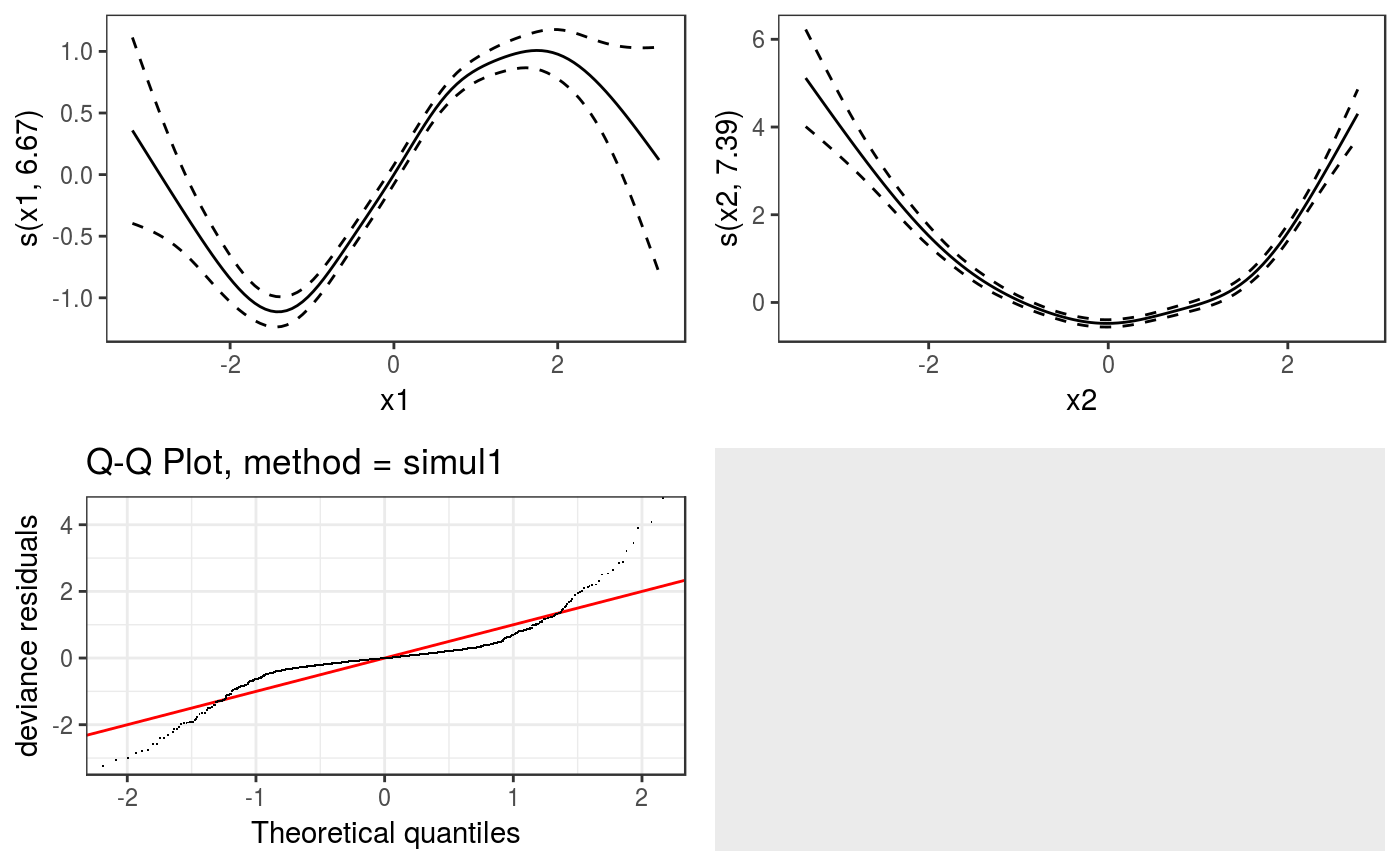 s(x1, 6.67)
1.0
0.5
0.0
-0.5
-1.0
-2 0 2
x1
s(x2, 7.39)
6
4
2
0
-2 0 2
x2
Q-Q Plot, method = simul1
deviance residuals
4
2
0
-2
-2 -1 0 1 2
Theoretical quantiles